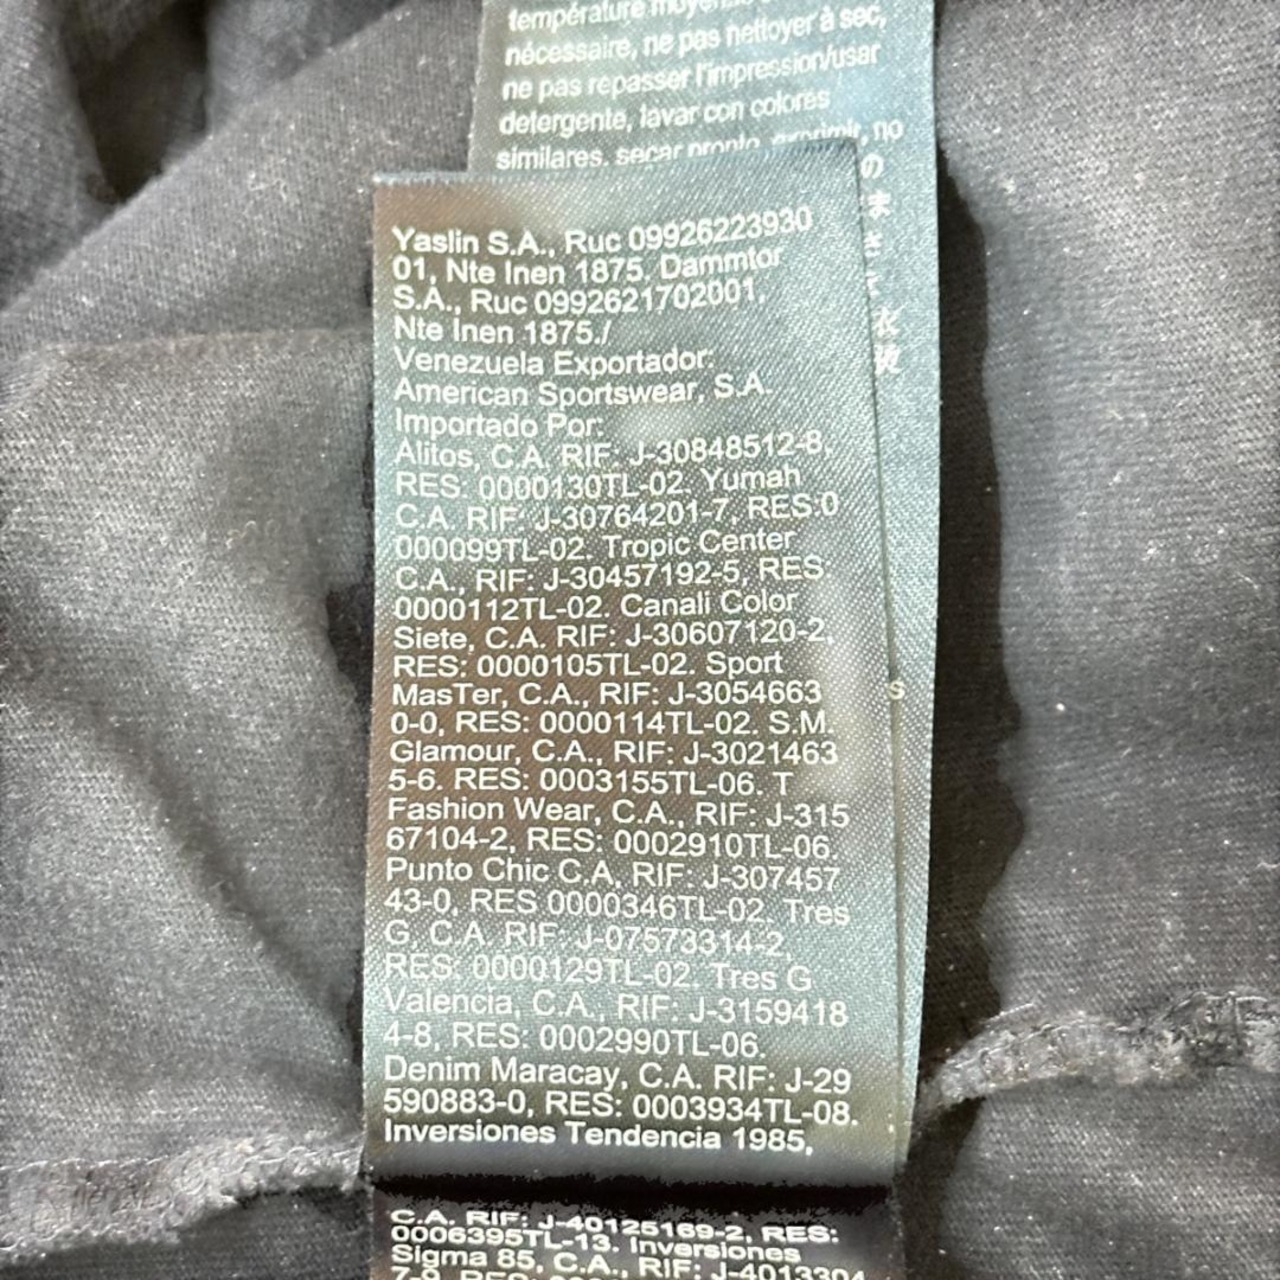 température
nécessaire, ne pas nettoyer à sec,
ne pas repasser l'impression/usar
detergente, lavar con colores
similares. secar pronto, exprimir, no
Yaslin S.A., Ruc 09926223930
01, Nte Inen 1875, Dammtor
S.A., Ruc 0992621702001,
Nte Inen 1875./
Venezuela Exportador:
American Sportswear, S.A.
Importado Por:
Alitos, C.A. RIF: J-30848512-8,
RES: 0000130TL-02. Yumah
C.A. RIF: J-30764201-7, RES:0
000099TL-02. Tropic Center
C.A., RIF: J-30457192-5, RES:
0000112TL-02. Canali Color
Siete, C.A. RIF: J-30607120-2,
RES: 0000105TL-02. Sport
MasTer, C.A., RIF: J-3054663
0-0, RES: 0000114TL-02. S.M.
Glamour, C.A., RIF: J-3021463
5-6. RES: 0003155TL-06. T
Fashion Wear, C.A., RIF: J-315
67104-2, RES: 0002910TL-06.
Punto Chic C.A, RIF: J-307457
43-0, RES 0000346TL-02. Tres
G, C.A. RIF: J-07573314-2,
RES: 0000129TL-02. Tres G
Valencia, C.A., RIF: J-3159418
4-8, RES: 0002990TL-06.
Denim Maracay, C.A. RIF: J-29
590883-0, RES: 0003934TL-08.
Inversiones Tendencia 1985,
C.A. RIF: J-40125169-2, RES:
0006395TL-13. Inversiones
Sigma 85, C.A., RIF: J-4013304